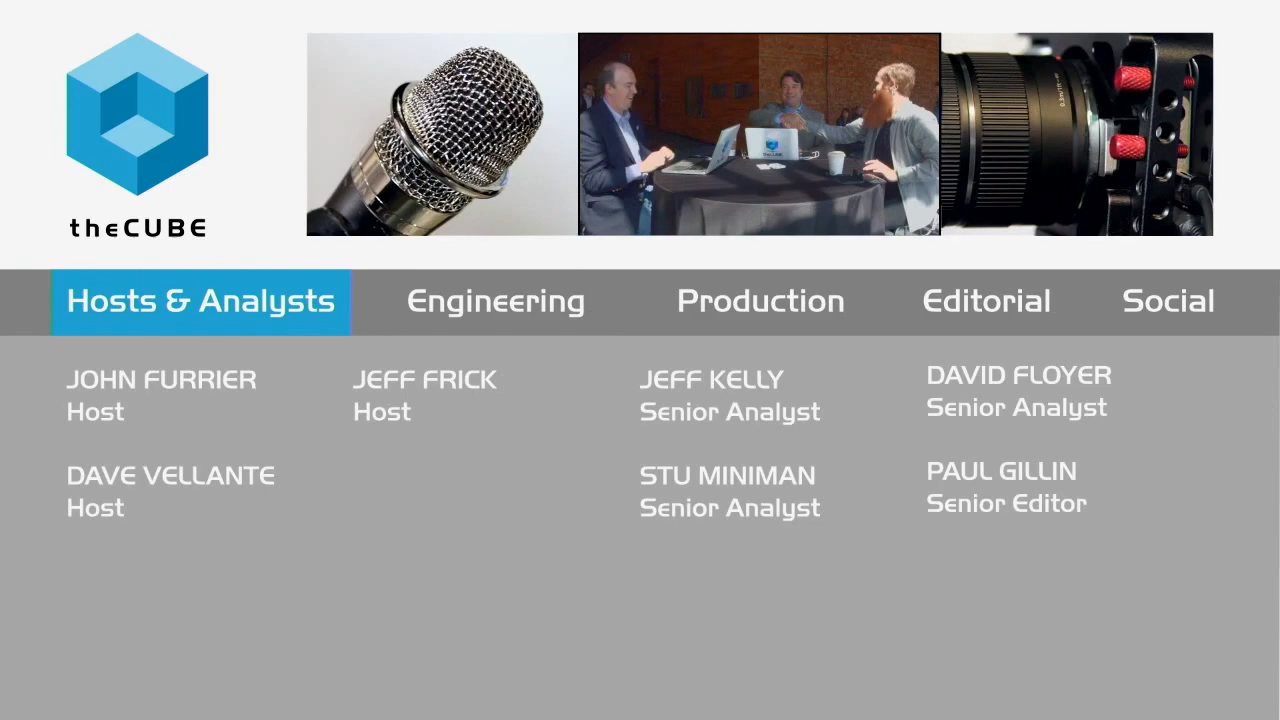 theCUBE
theCUBE
Hosts & Analysts
Engineering
Production
Editorial
Social
JOHN FURRIER
Host
DAVE VELLANTE
Host
JEFF FRICK
Host
JEFF KELLY
Senior Analyst
STU MINIMAN
Senior Analyst
DAVID FLOYER
Senior Analyst
PAUL GILLIN
Senior Editor